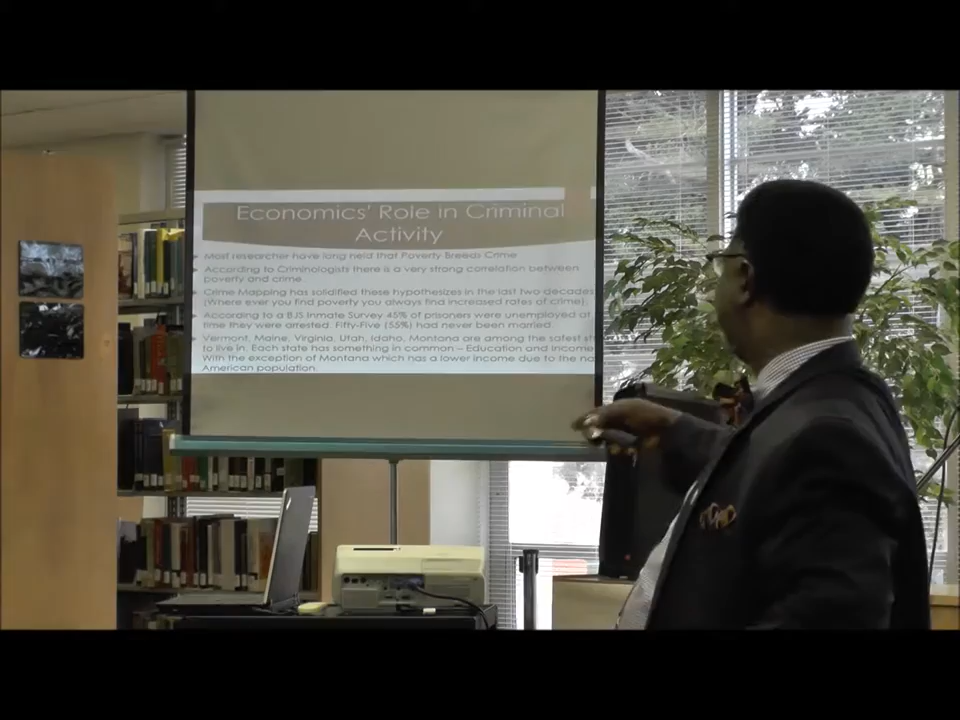 Economics' Role in Criminal
Activity
Most researcher have long held that Poverty Breeds Crime
According to Criminologists there is a very strong correlation between
poverty and crime.
Crime Mapping has solidified these hypothesizes in the last two decades
(Where ever you find poverty you always find increased rates of crime).
According to a BJS Inmate Survey 45% of prisoners were unemployed at
time they were arrested. Fifty-Five (55%) had never been married.
Vermont, Maine, Virginia, Utah, Idaho, Montana are among the safest st
to live in. Each state has something in common – Education and Income
With the exception of Montana which has a lower income due to the na
American population.